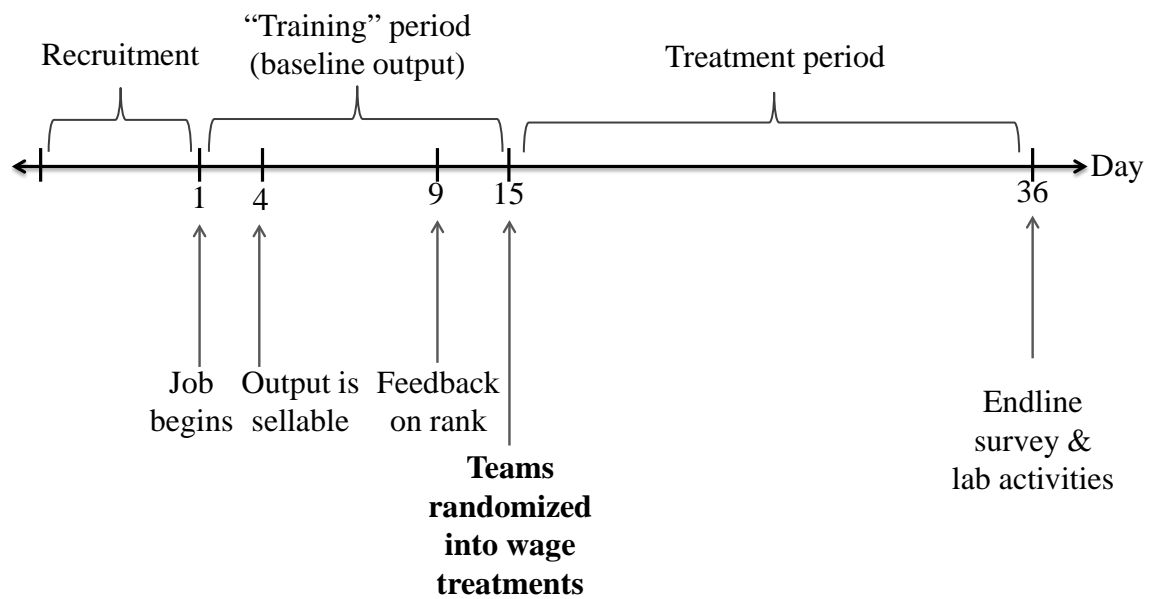 Recruitment
“Training” period
(baseline output)
Treatment period
Day
1
4
9
15
36
Job
begins
Output is
sellable
Feedback
on rank
Teams
randomized
into wage
treatments
Endline
survey &
lab activities